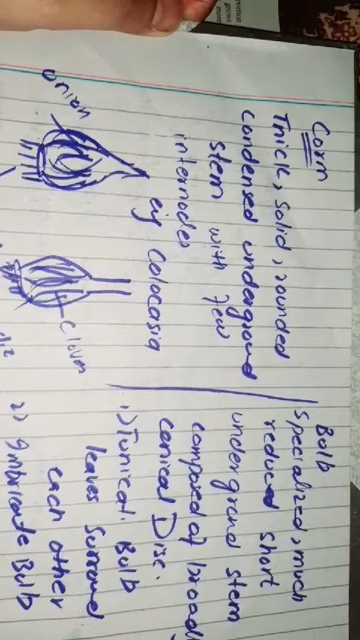 Corm
Thick, solid, rounded
condensed underground
stem with few
internodes
eg Colocasia
onion
Bulb
specialized, much
reduced short
underground stem
composed of broad
conical Disc.
1) Tunical. Bulb
leaves surround
each other
2) Imbricate Bulb